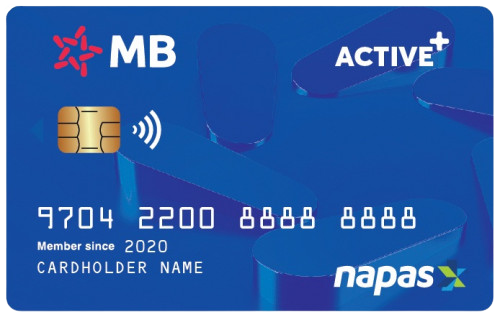 MB
ACTIVE+
9704 2200 8888 8888
Member since 2020
CARDHOLDER NAME
napas